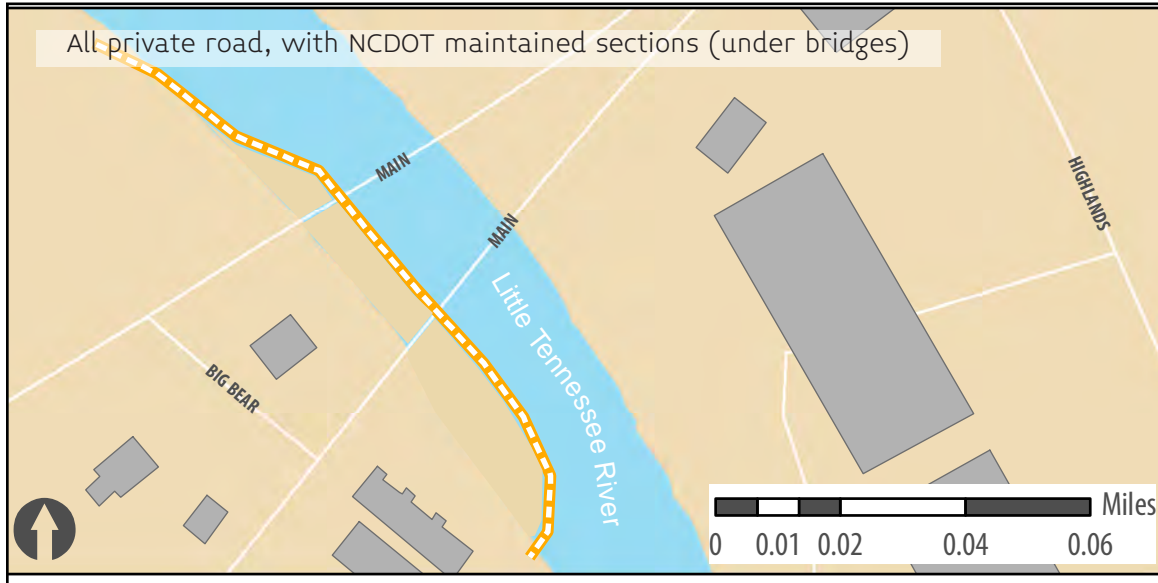 All private road, with NCDOT maintained sections (under bridges)
MAIN
MAIN
HIGHLANDS
BIG BEAR
Little Tennessee River
Miles
0 0.01 0.02 0.04 0.06